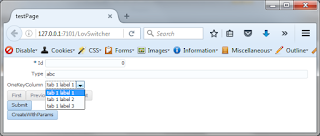 testPage
127.0.0.1:7101/LovSwitcher
Disable Cookies CSS Forms Images Information Miscellaneous Outline
* Id 0
Type abc
OneKeyColumn tab 1 label 1
tab 1 label 1
tab 1 label 2
tab 1 label 3
First
Submit
CreateWithParams